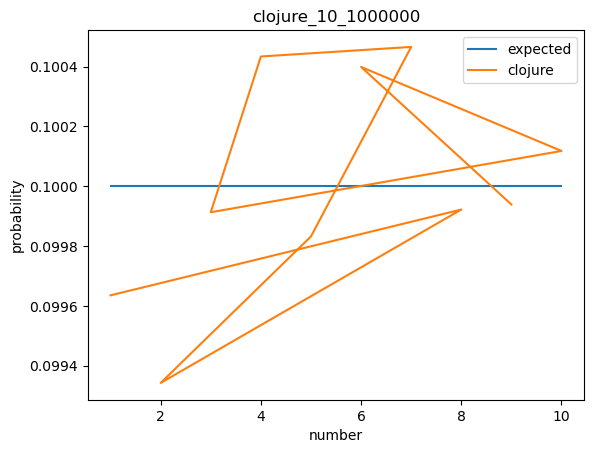 clojure_10_1000000
expected
clojure
probability
0.1004
0.1002
0.1000
0.0998
0.0996
0.0994
2 4 6 8 10
number